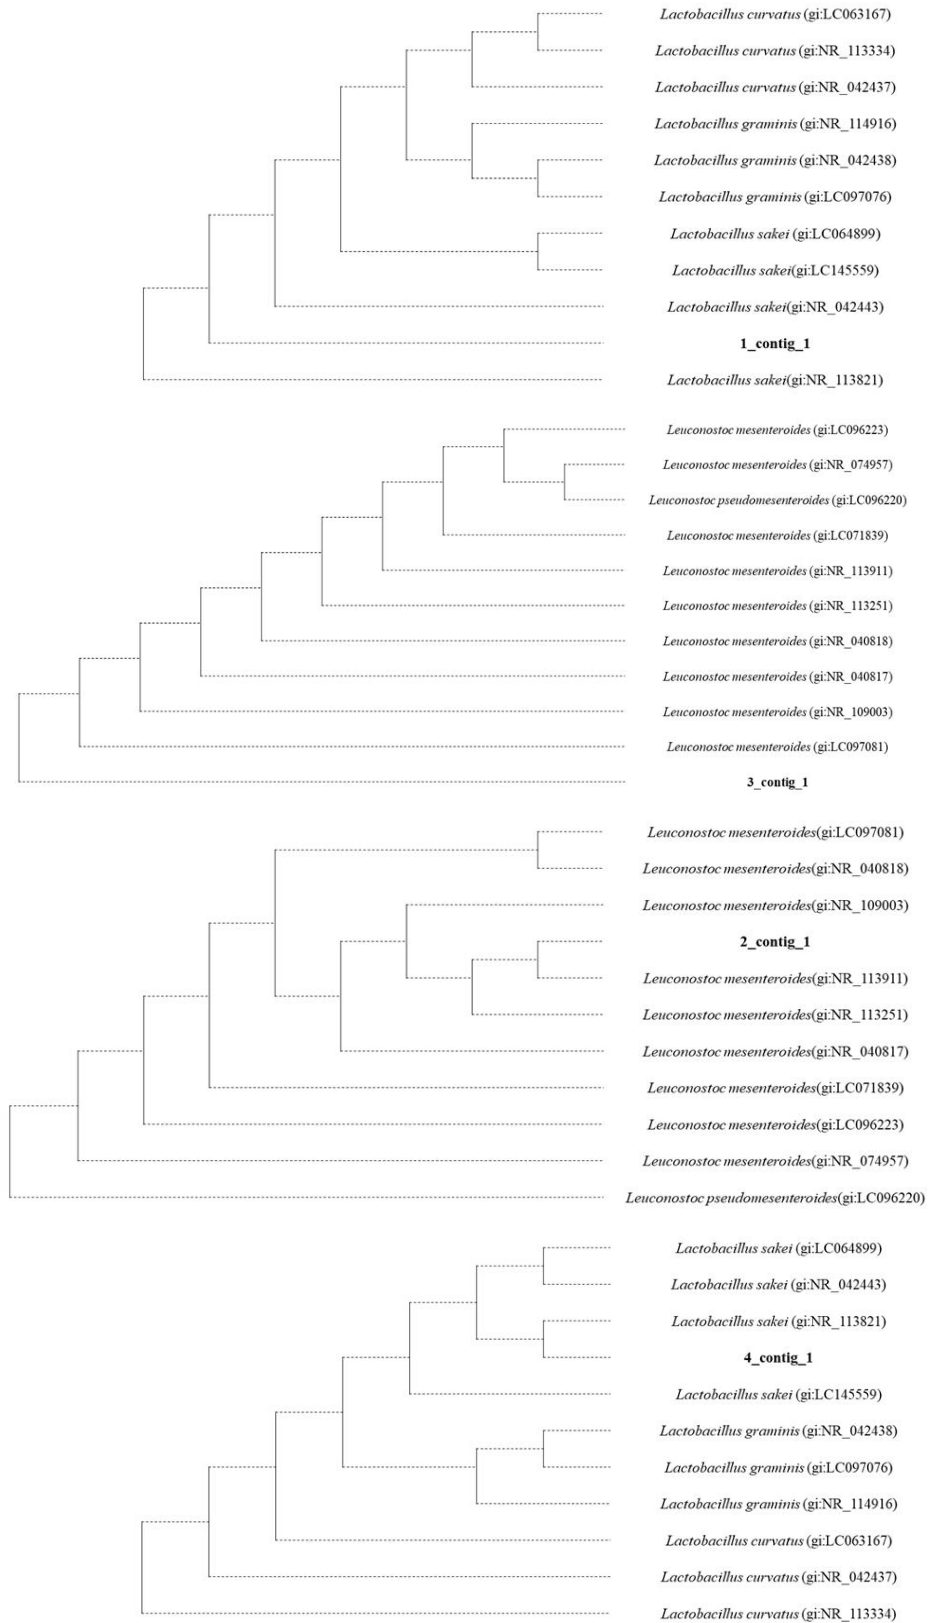 Lactobacillus curvatus (gi:LC063167)
Lactobacillus curvatus (gi:NR_113334)
Lactobacillus curvatus (gi:NR_042437)
Lactobacillus graminis (gi:NR_114916)
Lactobacillus graminis (gi:NR_042438)
Lactobacillus graminis (gi:LC097076)
Lactobacillus sakei (gi:LC064899)
Lactobacillus sakei(gi:LC145559)
Lactobacillus sakei(gi:NR_042443)
1_contig_1
Lactobacillus sakei(gi:NR_113821)
Leuconostoc mesenteroides (gi:LC096223)
Leuconostoc mesenteroides (gi:NR_074957)
Leuconostoc pseudomesenteroides (gi:LC096220)
Leuconostoc mesenteroides (gi:LC071839)
Leuconostoc mesenteroides (gi:NR_113911)
Leuconostoc mesenteroides (gi:NR_113251)
Leuconostoc mesenteroides (gi:NR_040818)
Leuconostoc mesenteroides (gi:NR_040817)
Leuconostoc mesenteroides (gi:NR_109003)
Leuconostoc mesenteroides (gi:LC097081)
3_contig_1
Leuconostoc mesenteroides(gi:LC097081)
Leuconostoc mesenteroides(gi:NR_040818)
Leuconostoc mesenteroides(gi:NR_109003)
2_contig_1
Leuconostoc mesenteroides(gi:NR_113911)
Leuconostoc mesenteroides(gi:NR_113251)
Leuconostoc mesenteroides(gi:NR_040817)
Leuconostoc mesenteroides(gi:LC071839)
Leuconostoc mesenteroides(gi:LC096223)
Leuconostoc mesenteroides(gi:NR_074957)
Leuconostoc pseudomesenteroides(gi:LC096220)
Lactobacillus sakei (gi:LC064899)
Lactobacillus sakei (gi:NR_042443)
Lactobacillus sakei (gi:NR_113821)
4_contig_1
Lactobacillus sakei (gi:LC145559)
Lactobacillus graminis (gi:NR_042438)
Lactobacillus graminis (gi:LC097076)
Lactobacillus graminis (gi:NR_114916)
Lactobacillus curvatus (gi:LC063167)
Lactobacillus curvatus (gi:NR_042437)
Lactobacillus curvatus (gi:NR_113334)